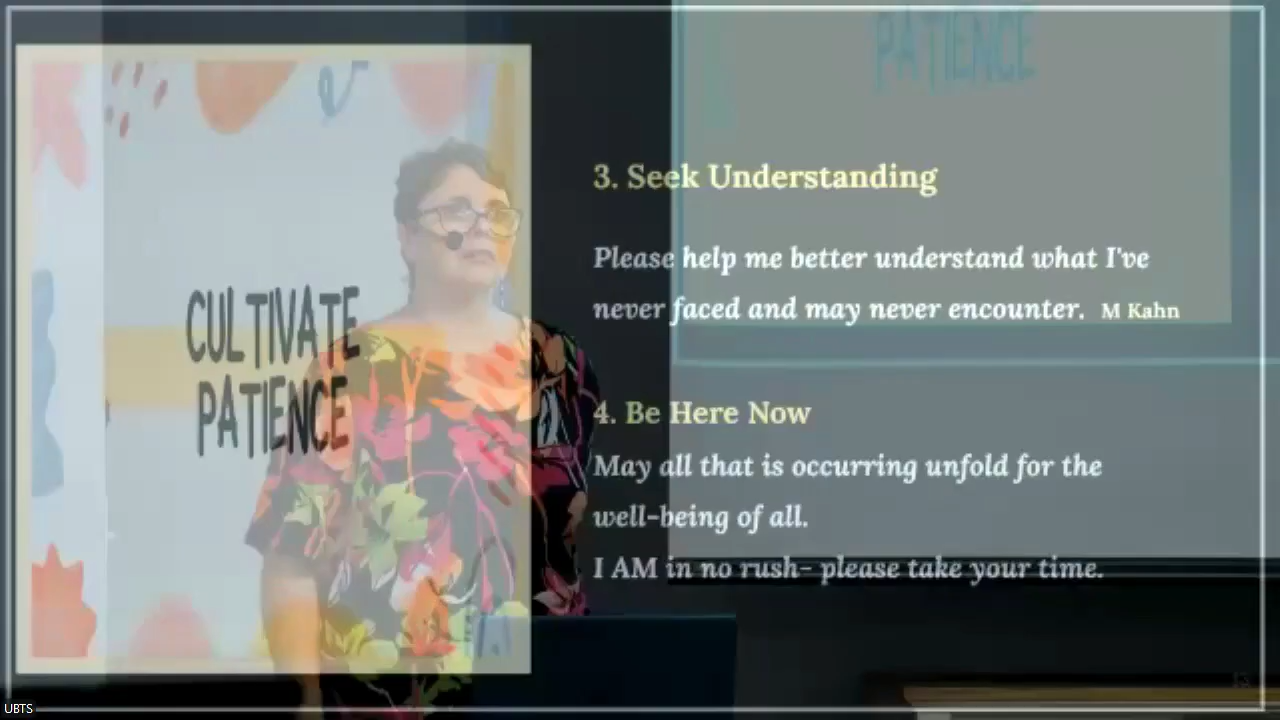 PATIENCE
CULTIVATE
PATIENCE
3. Seek Understanding
Please help me better understand what I've
never faced and may never encounter. M Kahn
4. Be Here Now
May all that is occurring unfold for the
well-being of all.
I AM in no rush- please take your time.
UBTS